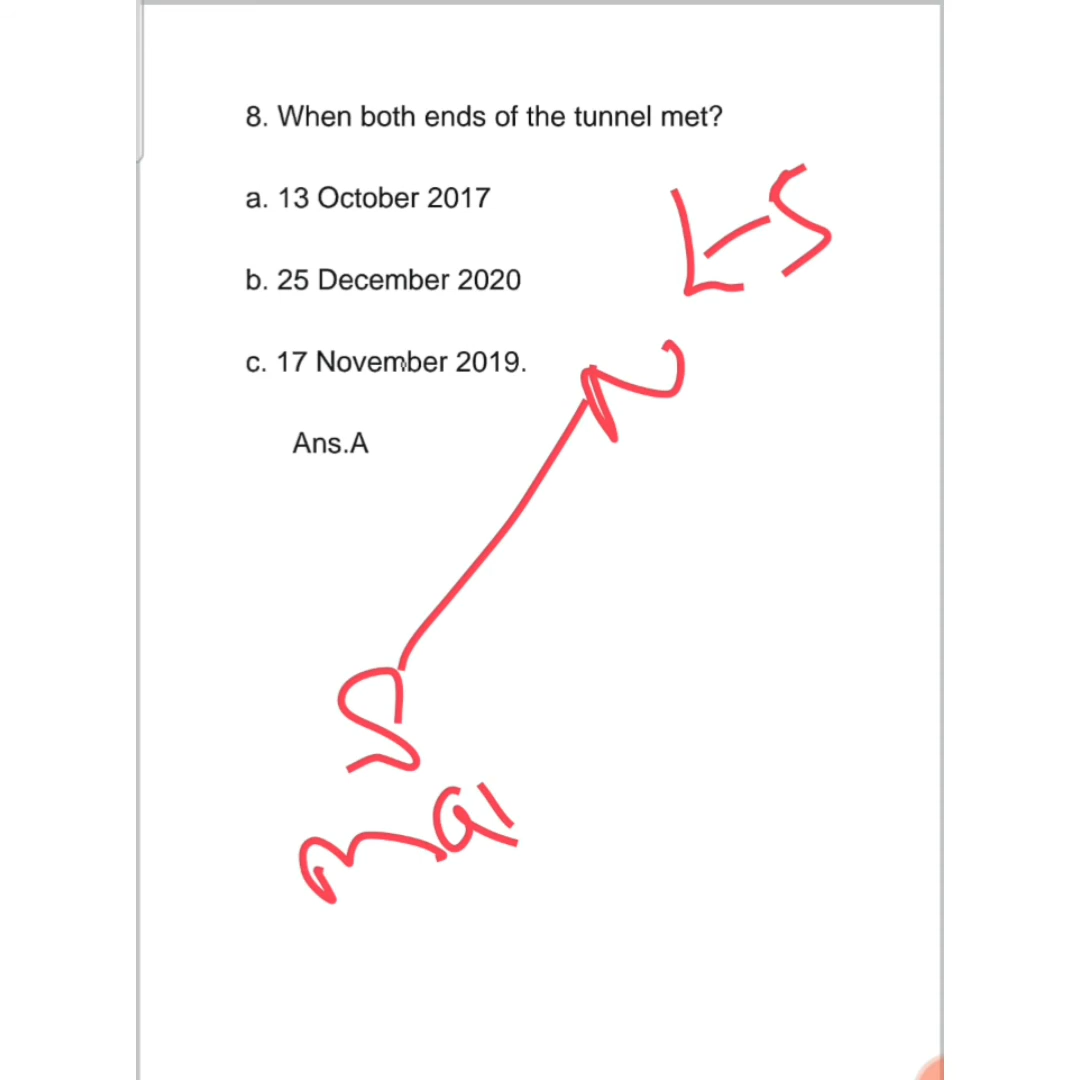 8. When both ends of the tunnel met?
a. 13 October 2017
b. 25 December 2020
c. 17 November 2019.
Ans.A
L-S
N
S